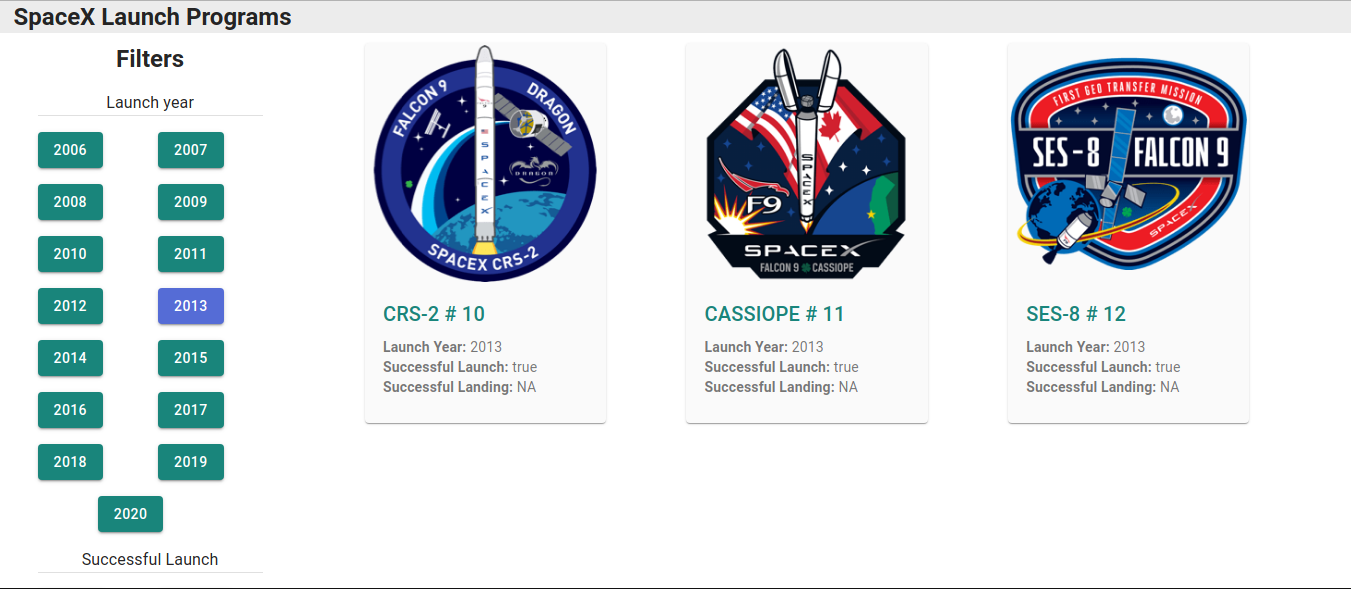 SpaceX Launch Programs
Filters
Launch year
2006 2007
2008 2009
2010 2011
2012 2013
2014 2015
2016 2017
2018 2019
2020
Successful Launch
FALCON 9
DRAGON
SPACEX
DRAGON
SPACEX CRS-2
CRS-2 # 10
Launch Year: 2013
Successful Launch: true
Successful Landing: NA
SPACEX
F9
SPACEX
FALCON 9 CASSIOPE
CASSIOPE # 11
Launch Year: 2013
Successful Launch: true
Successful Landing: NA
FIRST GEO TRANSFER MISSION
SES-8 FALCON 9
SPACEX
SES-8 # 12
Launch Year: 2013
Successful Launch: true
Successful Landing: NA